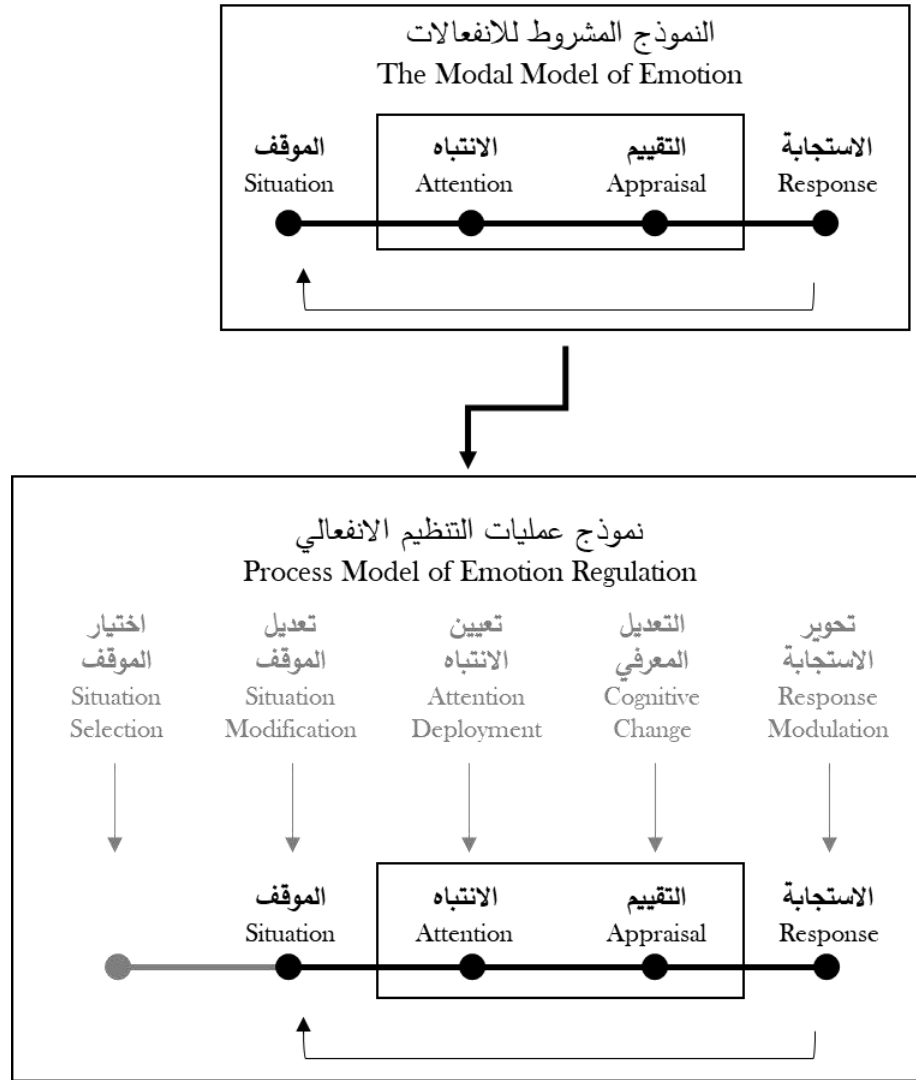 النموذج المشروط للانفعالات
The Modal Model of Emotion
الموقف
Situation
الانتباه
Attention
التقييم
Appraisal
الاستجابة
Response
نموذج عمليات التنظيم الانفعالي
Process Model of Emotion Regulation
اختيار
الموقف
Situation
Selection
تعديل
الموقف
Situation
Modification
تعيين
الانتباه
Attention
Deployment
التعديل
المعرفي
Cognitive
Change
تحوير
الاستجابة
Response
Modulation
الموقف
Situation
الانتباه
Attention
التقييم
Appraisal
الاستجابة
Response